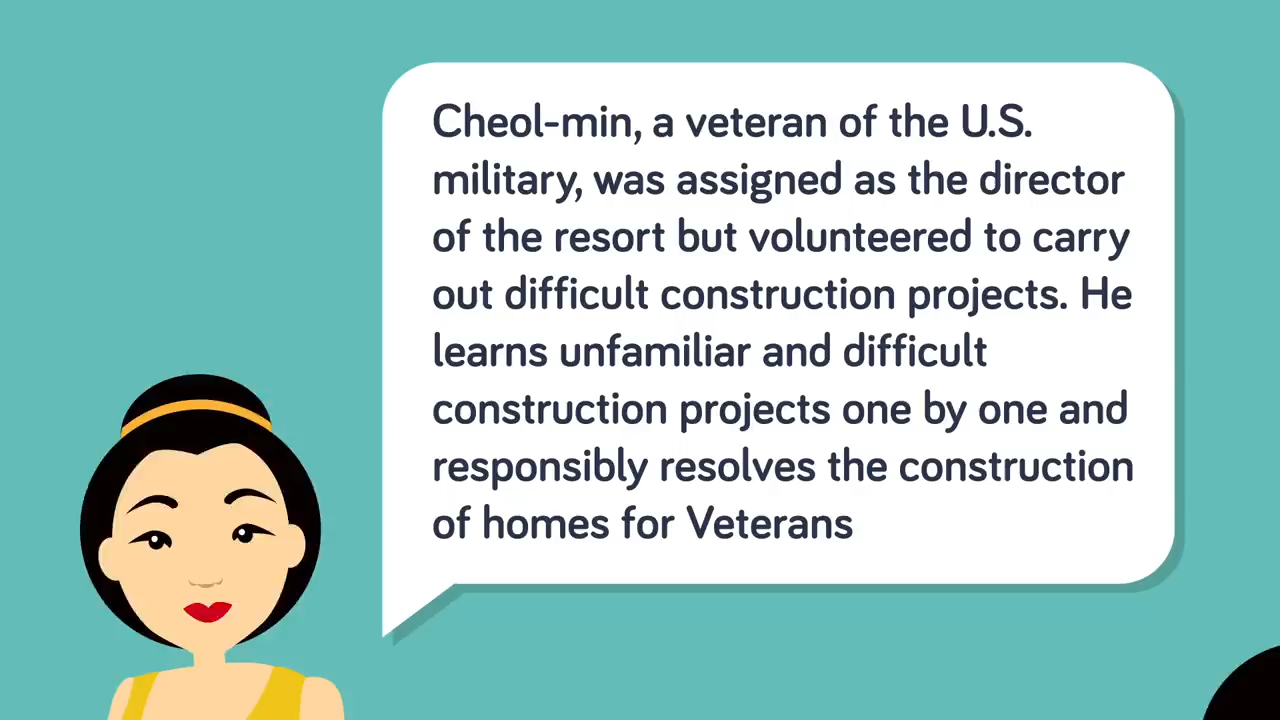 Cheol-min, a veteran of the U.S.
military, was assigned as the director
of the resort but volunteered to carry
out difficult construction projects. He
learns unfamiliar and difficult
construction projects one by one and
responsibly resolves the construction
of homes for Veterans